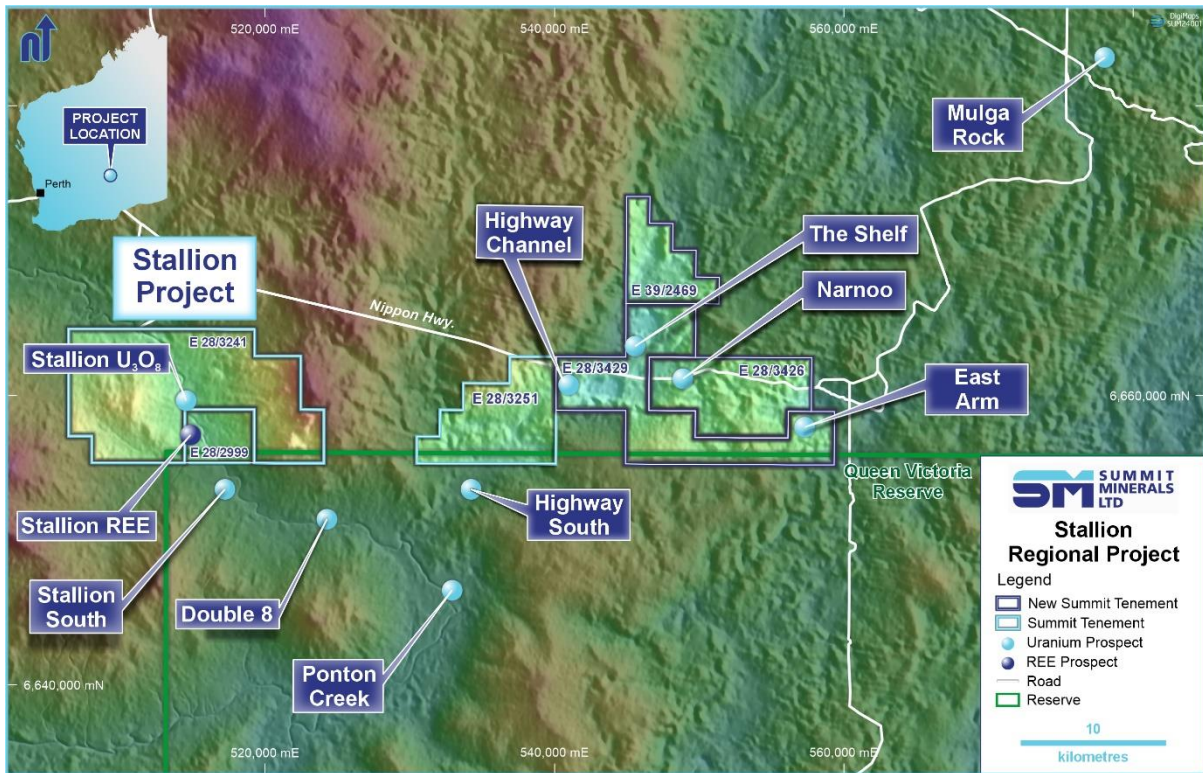 520,000 mE
540,000 mE
560,000 mE
DigiMaps
SUM24001
PROJECT
LOCATION
Perth
Mulga
Rock
Highway
Channel
The Shelf
Stallion
Project
E 39/2469
Narnoo
Nippon Hwy.
E 28/3241
Stallion U₃O₈
E 28/3429
E 28/3426
E 28/3251
East
Arm
6,660,000 mN
E 28/2999
Queen Victoria
Reserve
Stallion REE
Highway
South
Stallion
South
Double 8
Ponton
Creek
6,640,000 mN
520,000 mE
540,000 mE
560,000 mE
SM SUMMIT
MINERALS
LTD
Stallion
Regional Project
Legend
New Summit Tenement
Summit Tenement
Uranium Prospect
REE Prospect
Road
Reserve
10
kilometres